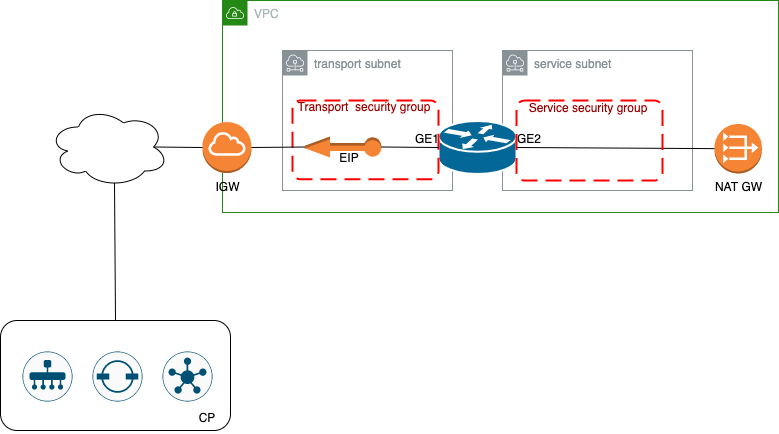 VPC
transport subnet
service subnet
Transport  security group
Service security group
GE1
GE2
EIP
IGW
NAT GW
CP